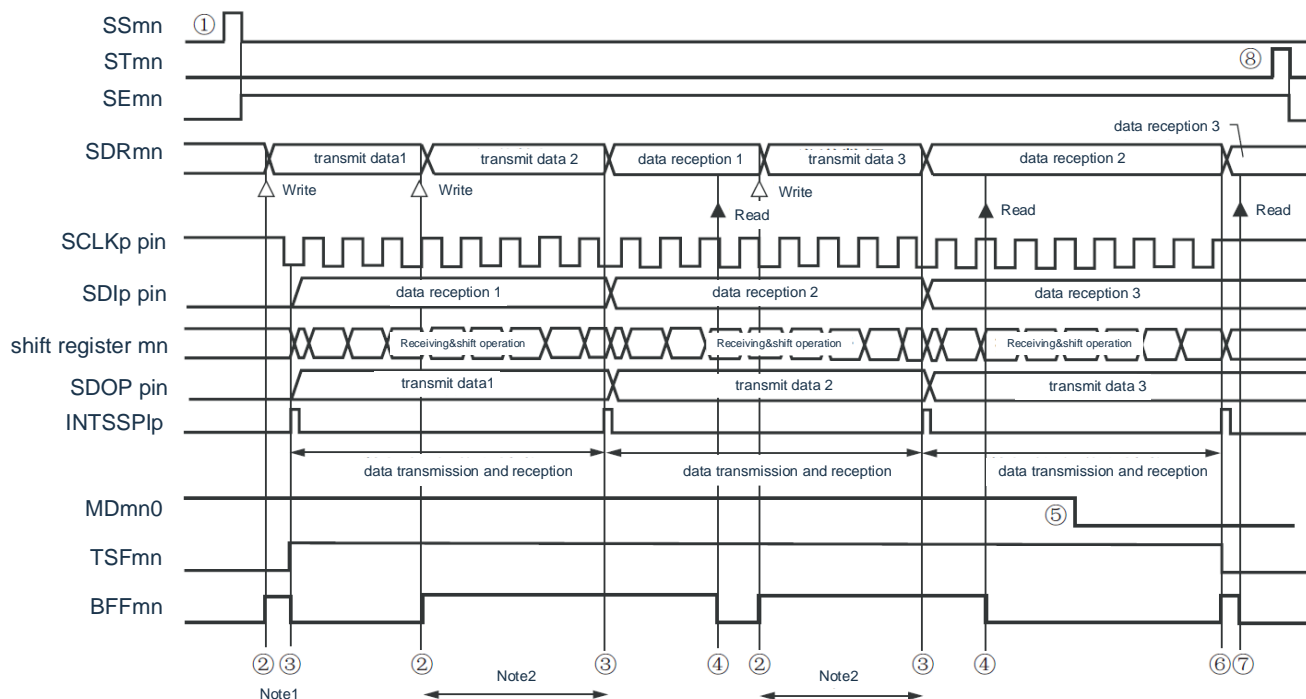 ① SSmn
STmn ⑧
SEmn
data reception 3
SDRmn transmit data1 transmit data 2 data reception 1 transmit data 3 data reception 2
Write Write Read Write Read Read
SCLKp pin
SDIp pin data reception 1 data reception 2 data reception 3
shift register mn Receiving&shift operation Receiving&shift operation Receiving&shift operation
SDOP pin transmit data1 transmit data 2 transmit data 3
INTSSPIp
data transmission and reception data transmission and reception data transmission and reception
MDmn0 ⑤
TSFmn
BFFmn
② ③ ② ③ ④ ② ③ ④ ⑥ ⑦
Note1 Note2 Note2